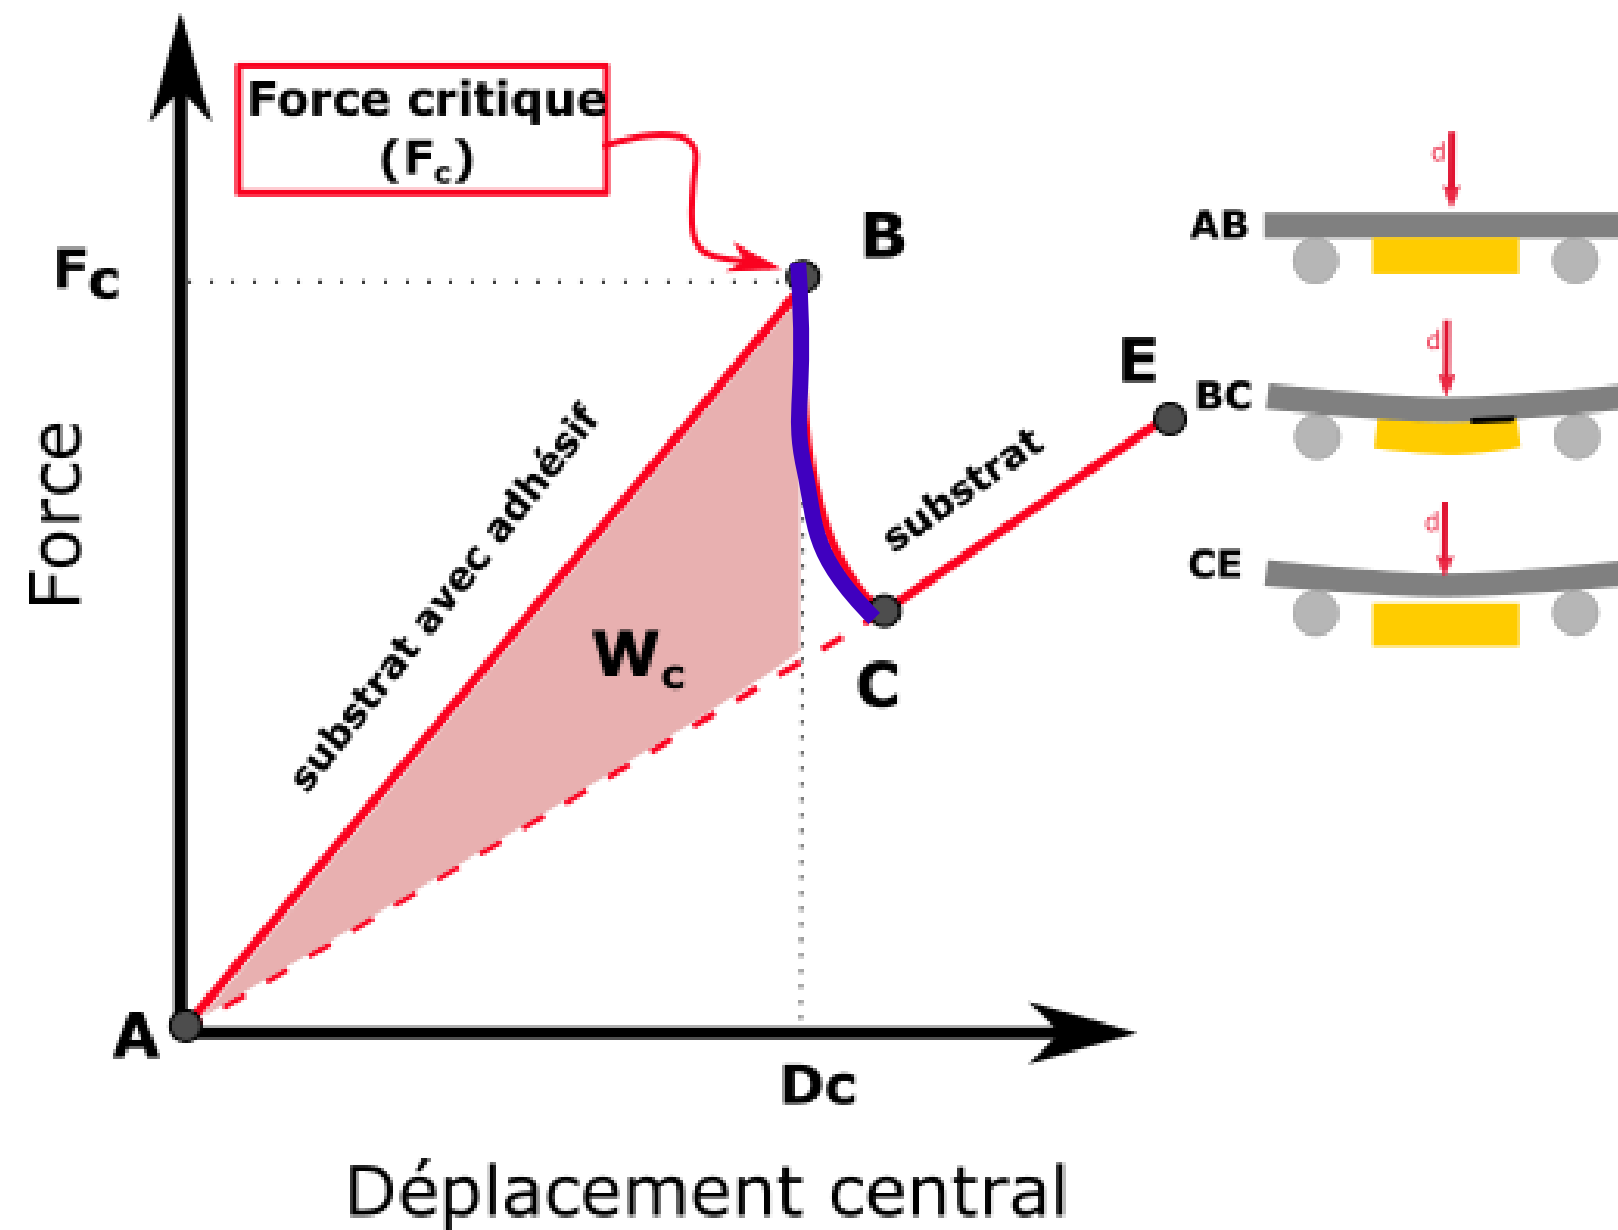 Force critique
(Fc)
B
Fc
E
Force
substrat avec adhésif
substrat
Wc
C
A
Dc
Déplacement central
d
AB
d
BC
d
CE